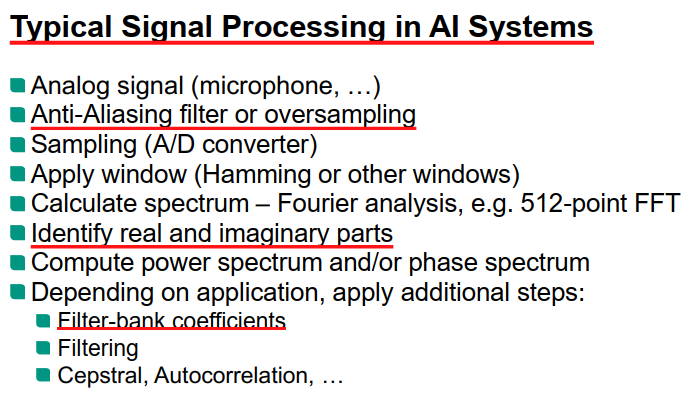 Typical Signal Processing in AI Systems
Analog signal (microphone, …)
Anti-Aliasing filter or oversampling
Sampling (A/D converter)
Apply window (Hamming or other windows)
Calculate spectrum – Fourier analysis, e.g. 512-point FFT
Identify real and imaginary parts
Compute power spectrum and/or phase spectrum
Depending on application, apply additional steps:
Filter-bank coefficients
Filtering
Cepstral, Autocorrelation, …